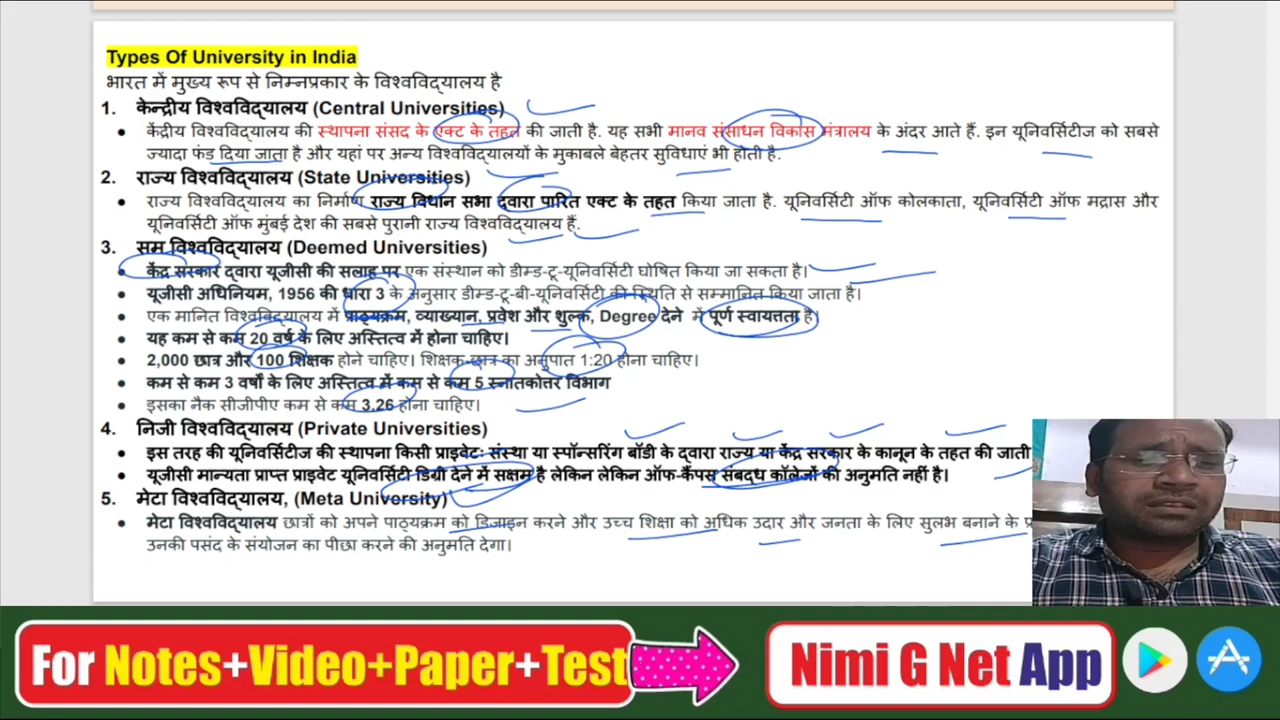 Types Of University in India
भारत में मुख्य रूप से निम्नप्रकार के विश्वविद्यालय है
1. केन्द्रीय विश्वविद्यालय (Central Universities)
• केंद्रीय विश्वविद्यालय की स्थापना संसद के एक्ट के तहत की जाती है. यह सभी मानव संसाधन विकास मंत्रालय के अंदर आते हैं. इन यूनिवर्सिटीज को सबसे
ज्यादा फंड दिया जाता है और यहां पर अन्य विश्वविद्यालयों के मुकाबले बेहतर सुविधाएं भी होती है.
2. राज्य विश्वविद्यालय (State Universities)
• राज्य विश्वविद्यालय का निर्माण राज्य विधान सभा द्वारा पारित एक्ट के तहत किया जाता है. यूनिवर्सिटी ऑफ कोलकाता, यूनिवर्सिटी ऑफ मद्रास और
यूनिवर्सिटी ऑफ मुंबई देश की सबसे पुरानी राज्य विश्वविद्यालय हैं.
3. सम विश्वविद्यालय (Deemed Universities)
• केंद्र सरकार द्वारा यूजीसी की सलाह पर एक संस्थान को डीम्ड-टू-यूनिवर्सिटी घोषित किया जा सकता है।
• यूजीसी अधिनियम, 1956 की धारा 3 के अनुसार डीम्ड-टू-बी-यूनिवर्सिटी की स्थिति से सम्मानित किया जाता है।
• एक मानित विश्वविद्यालय में पाठ्यक्रम, व्याख्यान, प्रवेश और शुल्क, Degree देने में पूर्ण स्वायत्तता है।
• यह कम से कम 20 वर्ष के लिए अस्तित्व में होना चाहिए।
• 2,000 छात्र और 100 शिक्षक होने चाहिए। शिक्षक-छात्र का अनुपात 1:20 होना चाहिए।
• कम से कम 3 वर्षों के लिए अस्तित्व में कम से कम 5 स्नातकोत्तर विभाग
• इसका नैक सीजीपीए कम से कम 3.26 होना चाहिए।
4. निजी विश्वविद्यालय (Private Universities)
• इस तरह की यूनिवर्सिटीज की स्थापना किसी प्राइवेटः संस्था या स्पॉन्सरिंग बॉडी के द्वारा राज्य या केंद्र सरकार के कानून के तहत की जाती
• यूजीसी मान्यता प्राप्त प्राइवेट यूनिवर्सिटी डिग्री देने में सक्षम है लेकिन लेकिन ऑफ-कैंपस संबद्ध कॉलेजों की अनुमति नहीं है।
5. मेटा विश्वविद्यालय, (Meta University)
• मेटा विश्वविद्यालय छात्रों को अपने पाठ्यक्रम को डिजाइन करने और उच्च शिक्षा को अधिक उदार और जनता के लिए सुलभ बनाने के
उनकी पसंद के संयोजन का पीछा करने की अनुमति देगा।
For Notes+Video+Paper+Test
Nimi G Net App